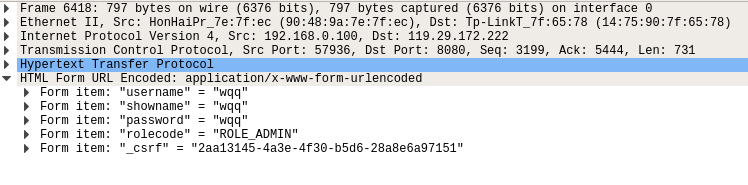 Frame 6418: 797 bytes on wire (6376 bits), 797 bytes captured (6376 bits) on interface 0
Ethernet II, Src: HonHaiPr_7e:7f:ec (90:48:9a:7e:7f:ec), Dst: Tp-LinkT_7f:65:78 (14:75:90:7f:65:78)
Internet Protocol Version 4, Src: 192.168.0.100, Dst: 119.29.172.222
Transmission Control Protocol, Src Port: 57936, Dst Port: 8080, Seq: 3199, Ack: 5444, Len: 731
Hypertext Transfer Protocol
HTML Form URL Encoded: application/x-www-form-urlencoded
Form item: "username" = "wqq"
Form item: "showname" = "wqq"
Form item: "password" = "wqq"
Form item: "rolecode" = "ROLE_ADMIN"
Form item: "_csrf" = "2aa13145-4a3e-4f30-b5d6-28a8e6a97151"